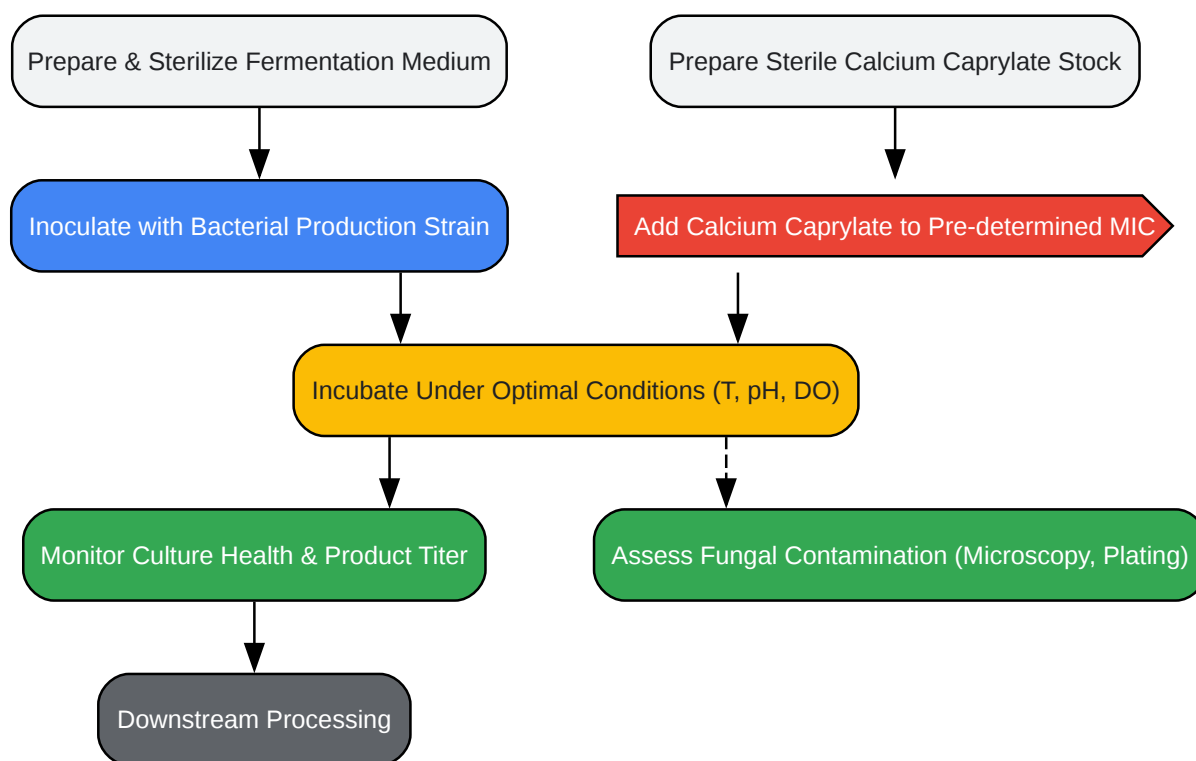 Prepare & Sterilize Fermentation Medium
Prepare Sterile Calcium Caprylate Stock
Inoculate with Bacterial Production Strain
Add Calcium Caprylate to Pre-determined MIC
Incubate Under Optimal Conditions (T, pH, DO)
Monitor Culture Health & Product Titer
Assess Fungal Contamination (Microscopy, Plating)
Downstream Processing